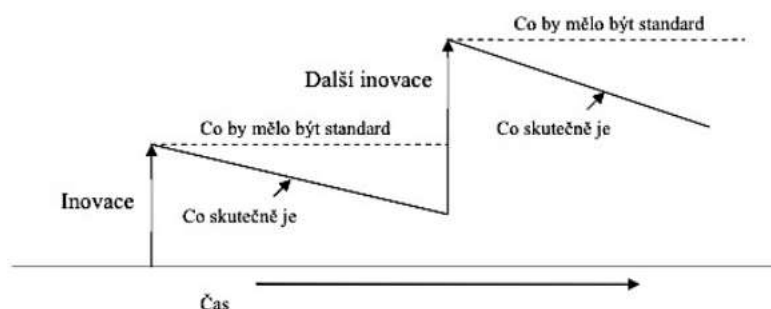 Co by mělo být standard
Další inovace
Co skutečně je
Co by mělo být standard
Inovace
Co skutečně je
Čas